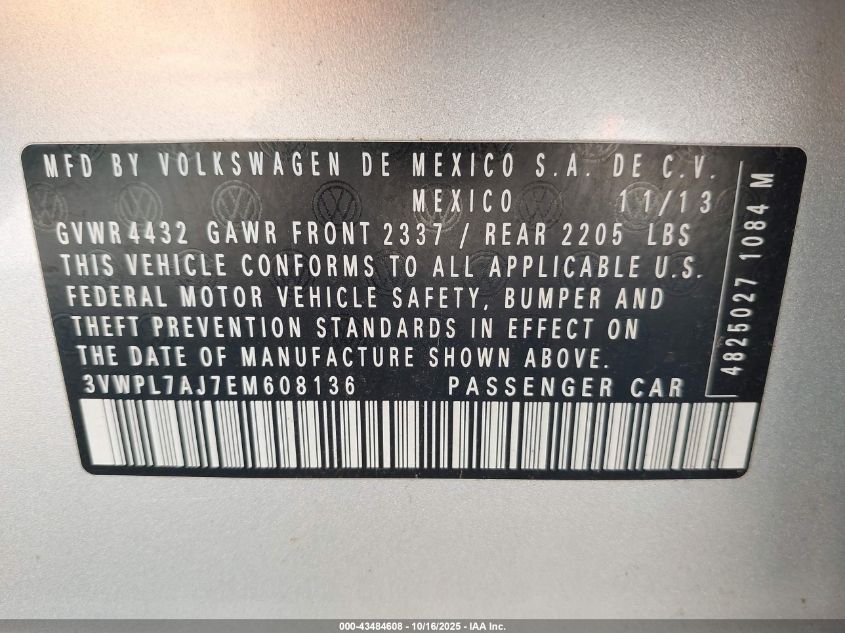 MFD BY VOLKSWAGEN DE MEXICO S.A. DE C.V.
MEXICO 11/13
GVWR 4432 GAWR FRONT 2337 / REAR 2205 LBS
THIS VEHICLE CONFORMS TO ALL APPLICABLE U.S.
FEDERAL MOTOR VEHICLE SAFETY, BUMPER AND
THEFT PREVENTION STANDARDS IN EFFECT ON
THE DATE OF MANUFACTURE SHOWN ABOVE.
3VWPL7AJ7EM608136 PASSENGER CAR
4825027 1084 M
000-43484608 - 10/16/2025 - IAA Inc.